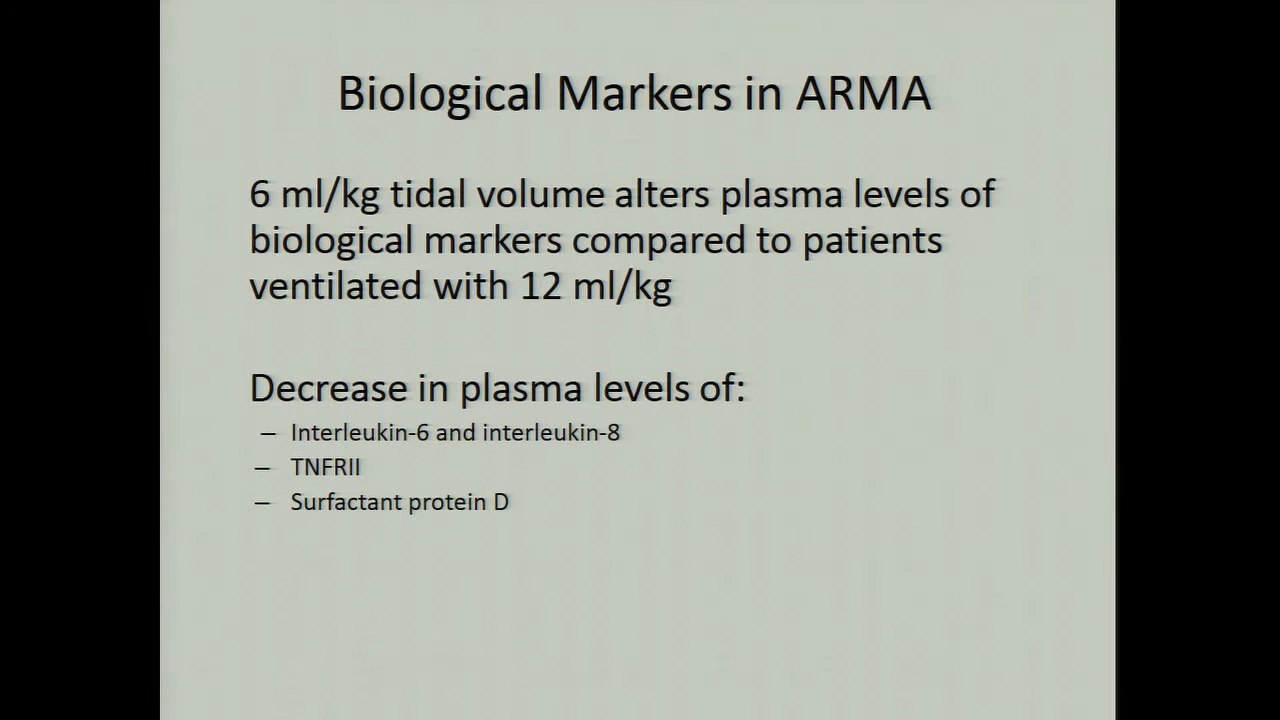 Biological Markers in ARMA
6 ml/kg tidal volume alters plasma levels of
biological markers compared to patients
ventilated with 12 ml/kg
Decrease in plasma levels of:
– Interleukin-6 and interleukin-8
– TNFRII
– Surfactant protein D